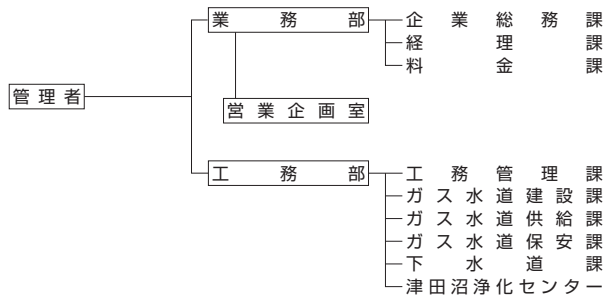 業務部
企業総務課
経理課
料金課
管理者
営業企画室
工務部
工務管理課
ガス水道建設課
ガス水道供給課
ガス水道保安課
下水道課
津田沼浄化センター